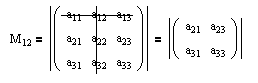 M₁₂ = |(a₁₁ a₁₂ a₁₃
a₂₁ a₂₂ a₂₃
a₃₁ a₃₂ a₃₃)| = |(a₂₁ a₂₃
a₃₁ a₃₃)|